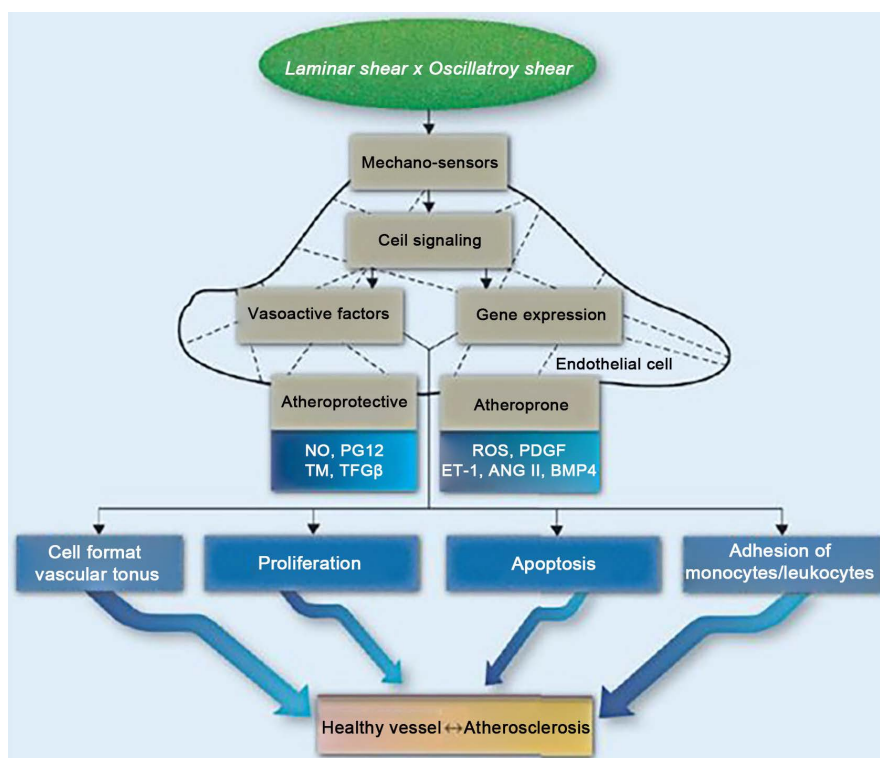 Laminar shear x Oscillatroy shear
Mechano-sensors
Ceil signaling
Vasoactive factors
Gene expression
Endothelial cell
Atheroprotective
Atheroprone
NO, PG12
TM, TFGβ
ROS, PDGF
ET-1, ANG II, BMP4
Cell format
vascular tonus
Proliferation
Apoptosis
Adhesion of
monocytes/leukocytes
Healthy vessel ↔ Atherosclerosis